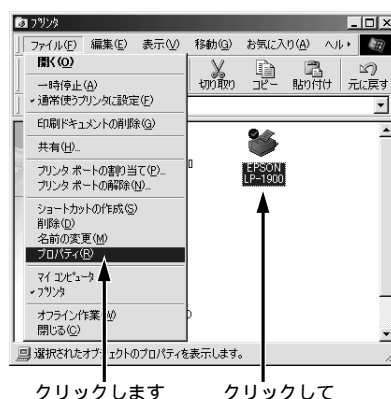 プリンタ
ファイル(F) 編集(E) 表示(V) 移動(G) お気に入り(A) ヘル
開く(O)
一時停止(A)
通常使うプリンタに設定(F)
印刷ドキュメントの削除(G)
共有(H)...
プリンタ ポートの割り当て(P)...
プリンタ ポートの解除(N)...
ショートカットの作成(S)
削除(D)
名前の変更(M)
プロパティ(R)
マイ コンピュータ
プリンタ
オフライン作業(W)
閉じる(C)
切り取り コピー 貼り付け 元に戻す
EPSON
LP-1900
選択されたオブジェクトのプロパティを表示します。
クリックします クリックして